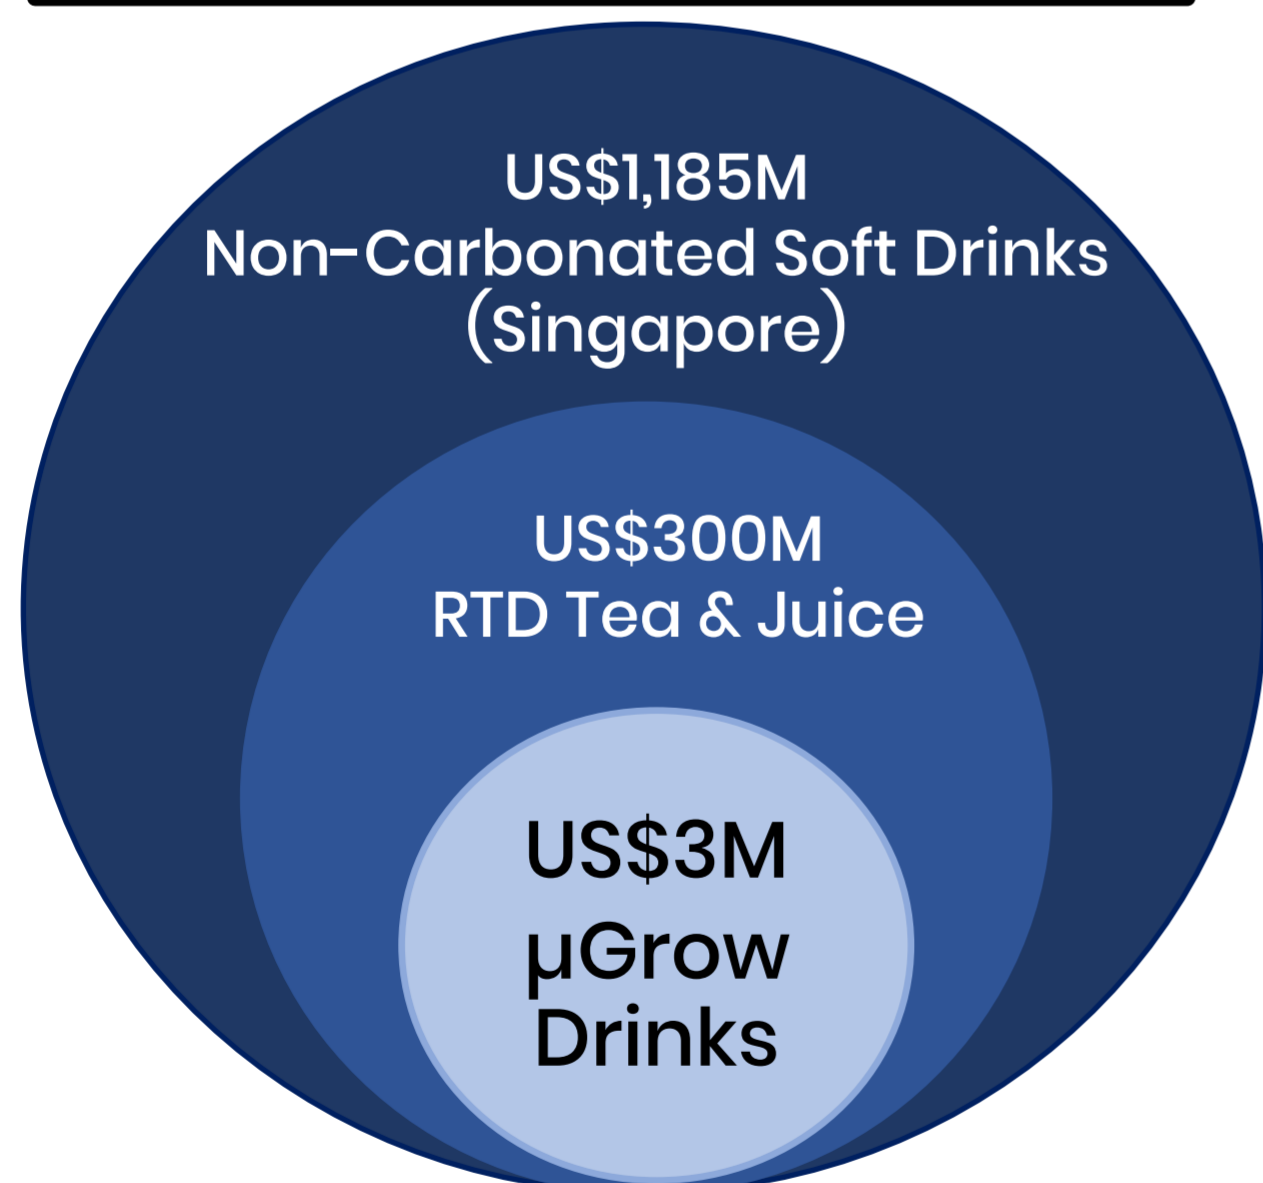 US$1,185M
Non-Carbonated Soft Drinks
(Singapore)
US$300M
RTD Tea & Juice
US$3M
µGrow
Drinks